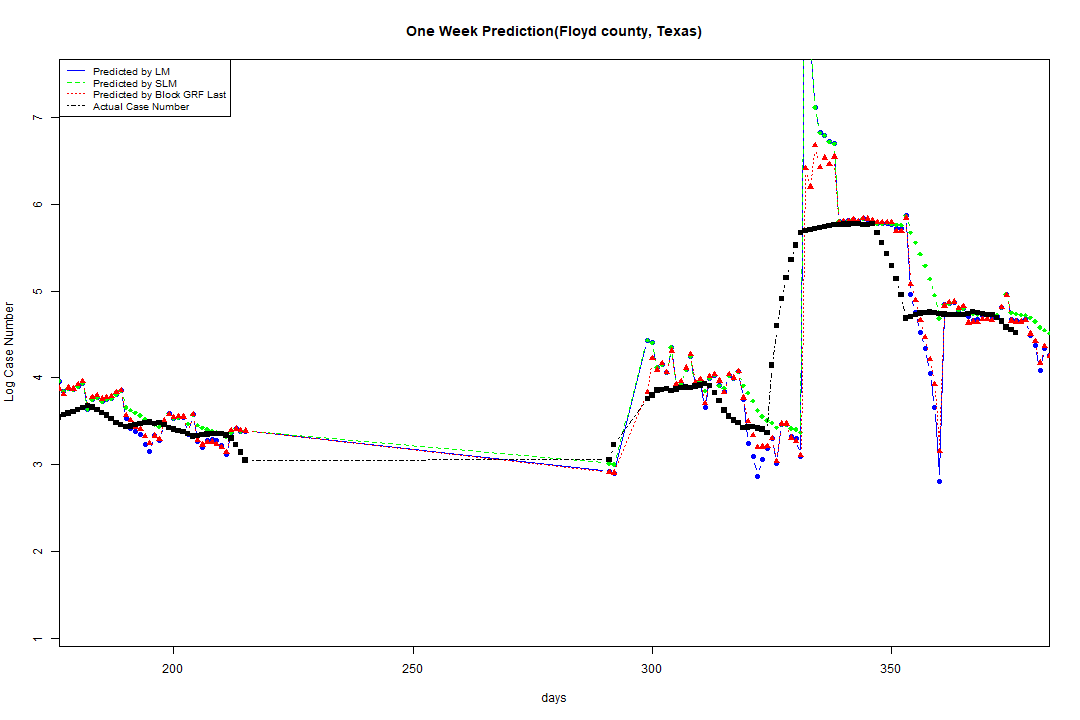 One Week Prediction(Floyd county, Texas)
Predicted by LM
Predicted by SLM
Predicted by Block GRF Last
Actual Case Number
7
6
5
4
3
2
1
Log Case Number
200 250 300 350
days